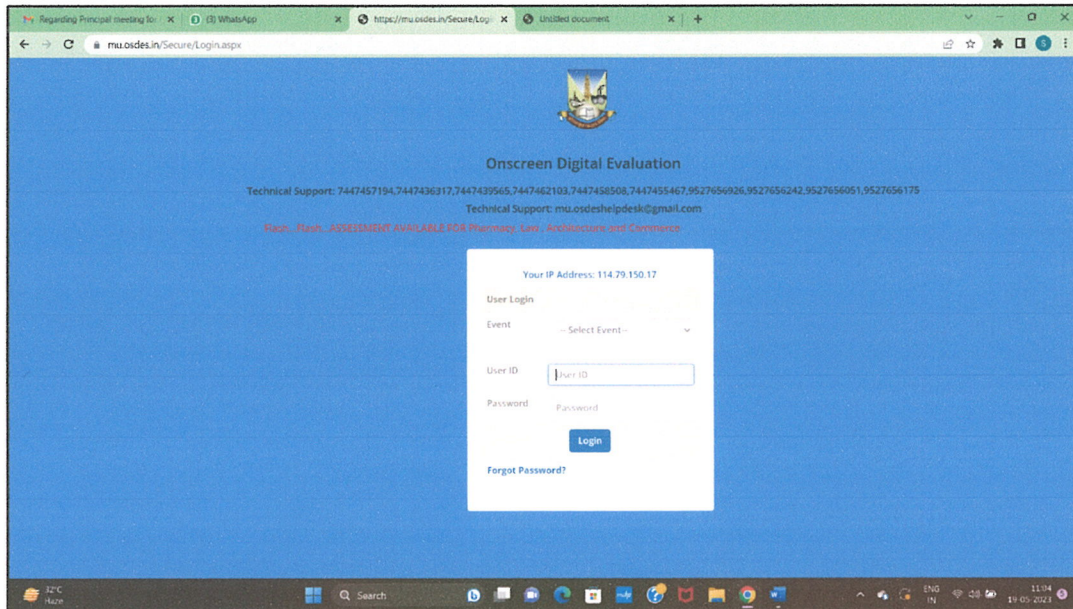 Regarding Principal meeting for
(3) WhatsApp
https://mu.osdes.in/Secure/Logi
Untitled document
mu.osdes.in/Secure/Login.aspx
S
Onscreen Digital Evaluation
Technical Support: 7447457194,7447436317,7447439565,7447462103,7447458508,7447455467,9527656926,9527656242,9527656051,9527656175
Technical Support: mu.osdeshelpdesk@gmail.com
Flash.. Flash.. ASSESSMENT AVAILABLE FOR Pharmacy, Law, Architecture and Commerce
Your IP Address: 114.79.150.17
User Login
Event
-- Select Event--
User ID
User ID
Password
Password
Login
Forgot Password?
32°C
Haze
Search
ENG
IN
11:04
19-05-2023